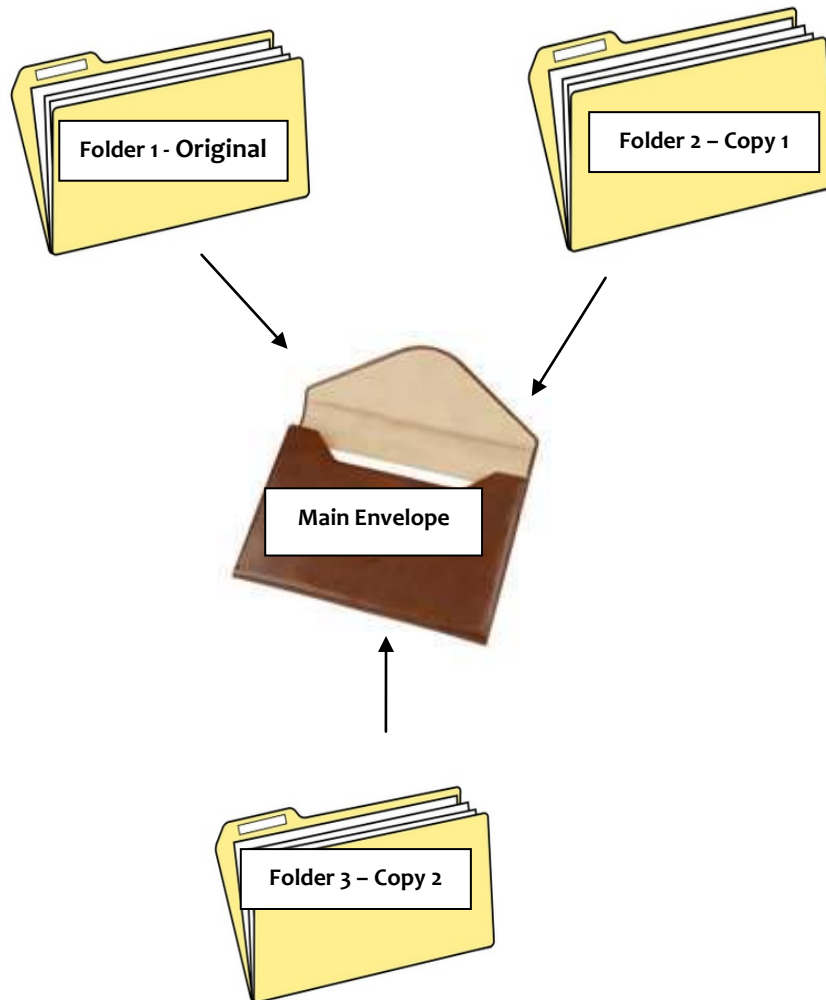 Folder 1 - Original
Folder 2 – Copy 1
Main Envelope
Folder 3 – Copy 2